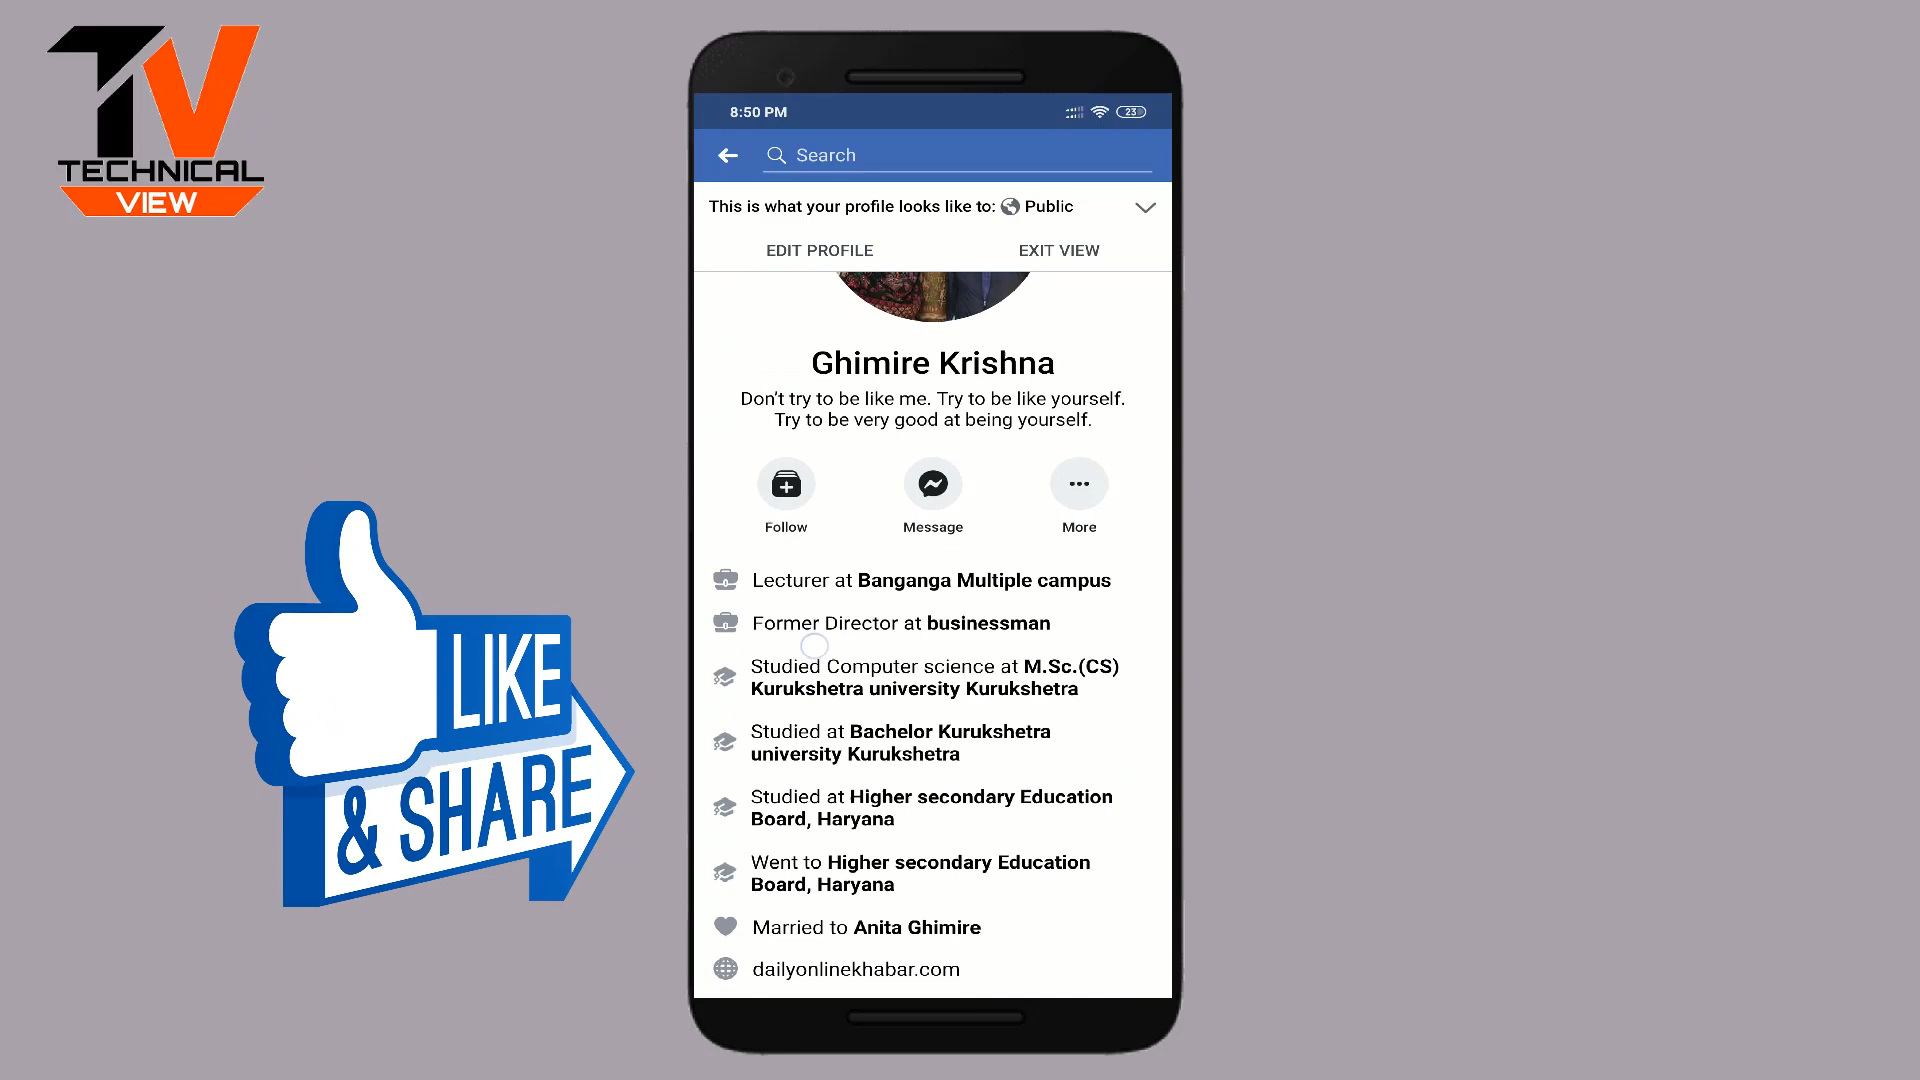 TV
TECHNICAL
VIEW
8:50 PM
23
Search
This is what your profile looks like to: Public
EDIT PROFILE
EXIT VIEW
Ghimire Krishna
Don't try to be like me. Try to be like yourself.
Try to be very good at being yourself.
Follow
Message
More
Lecturer at Banganga Multiple campus
Former Director at businessman
Studied Computer science at M.Sc.(CS)
Kurukshetra university Kurukshetra
Studied at Bachelor Kurukshetra
university Kurukshetra
Studied at Higher secondary Education
Board, Haryana
Went to Higher secondary Education
Board, Haryana
Married to Anita Ghimire
dailyonlinekhabar.com
LIKE
& SHARE